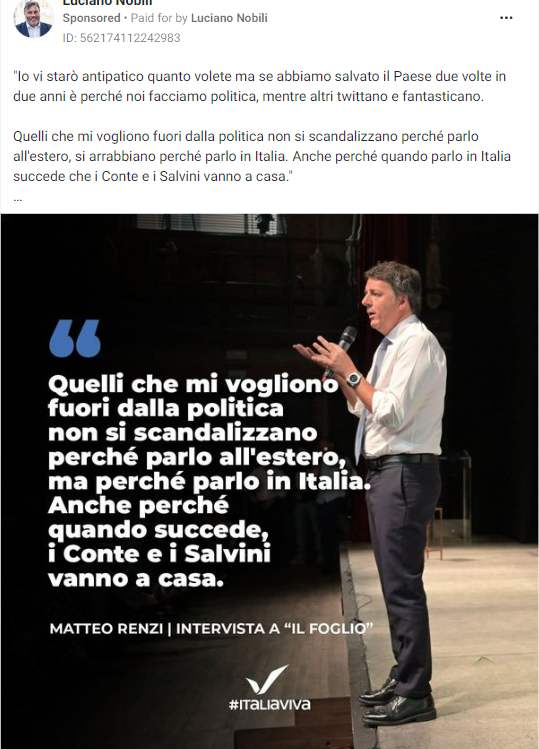 Luciano Nobili
Sponsored • Paid for by Luciano Nobili
ID: 562174112242983
"Io vi starò antipatico quanto volete ma se abbiamo salvato il Paese due volte in
due anni è perché noi facciamo politica, mentre altri twittano e fantasticano.
Quelli che mi vogliono fuori dalla politica non si scandalizzano perché parlo
all'estero, si arrabbiano perché parlo in Italia. Anche perché quando parlo in Italia
succede che i Conte e i Salvini vanno a casa."
...
“
Quelli che mi vogliono
fuori dalla politica
non si scandalizzano
perché parlo all'estero,
ma perché parlo in Italia.
Anche perché
quando succede,
i Conte e i Salvini
vanno a casa.
MATTEO RENZI | INTERVISTA A “IL FOGLIO”
#ITALIAVIVA